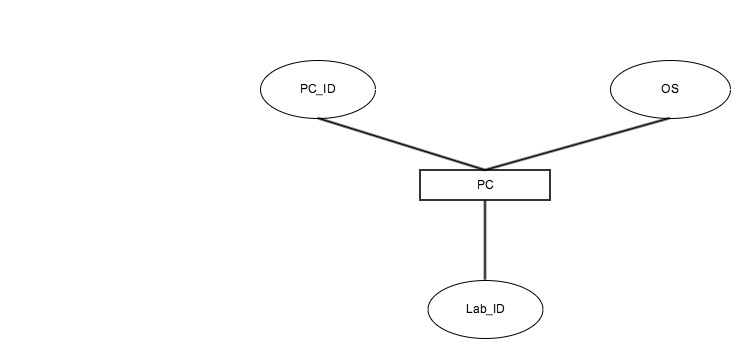 PC_ID
OS
PC
Lab_ID